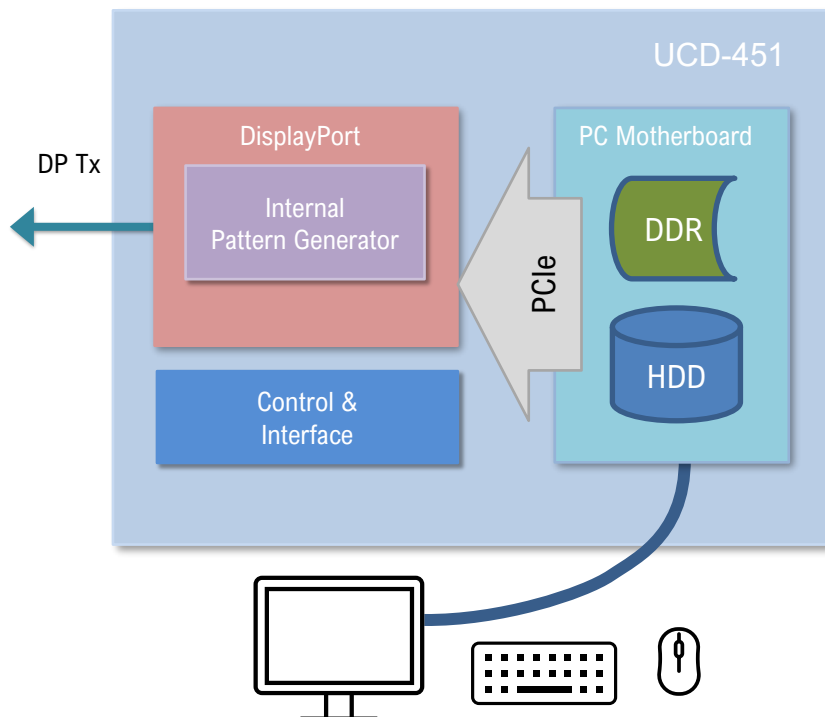 UCD-451
DisplayPort
PC Motherboard
DP Tx
Internal
Pattern Generator
DDR
PCIe
HDD
Control &
Interface